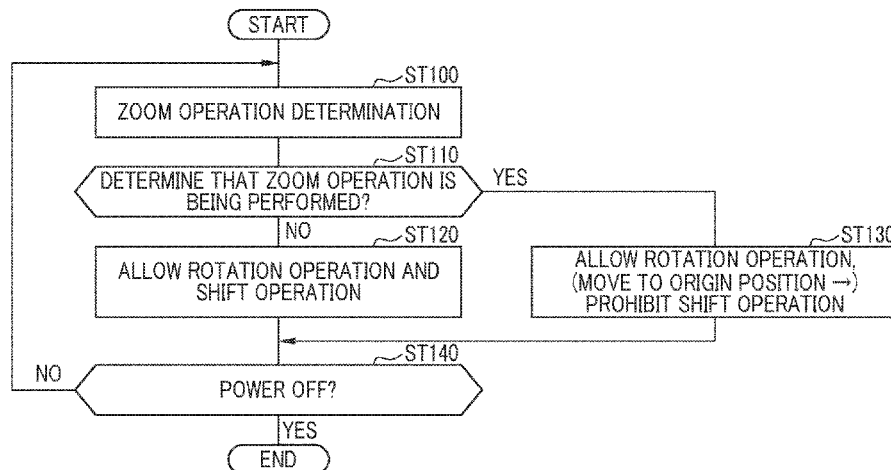 START
ST100
ZOOM OPERATION DETERMINATION
ST110
DETERMINE THAT ZOOM OPERATION IS
BEING PERFORMED?
YES
NO
ST120
ALLOW ROTATION OPERATION AND
SHIFT OPERATION
ST130
ALLOW ROTATION OPERATION,
(MOVE TO ORIGIN POSITION →)
PROHIBIT SHIFT OPERATION
ST140
NO
POWER OFF?
YES
END